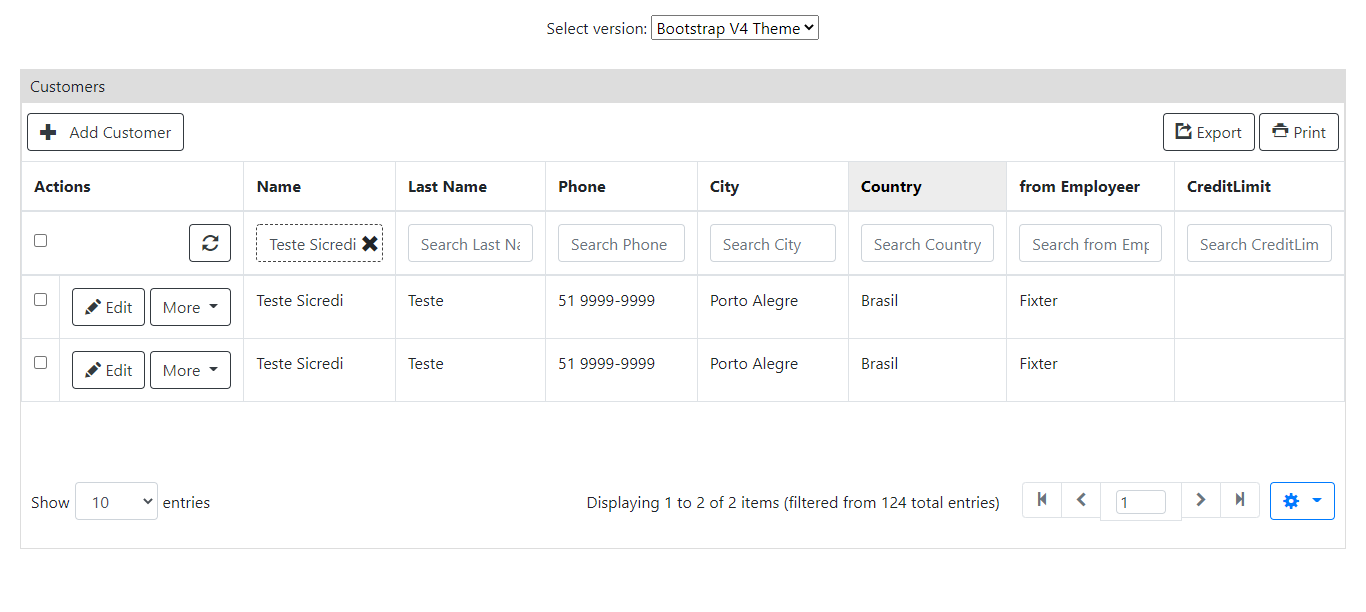 Select version: Bootstrap V4 Theme
Customers
Add Customer Export Print
Actions Name Last Name Phone City Country from Employeer CreditLimit
Teste Sicredi Search Last Na Search Phone Search City Search Country Search from Emp Search CreditLim
Edit More Teste Sicredi Teste 51 9999-9999 Porto Alegre Brasil Fixter
Edit More Teste Sicredi Teste 51 9999-9999 Porto Alegre Brasil Fixter
Show 10 entries Displaying 1 to 2 of 2 items (filtered from 124 total entries) 1